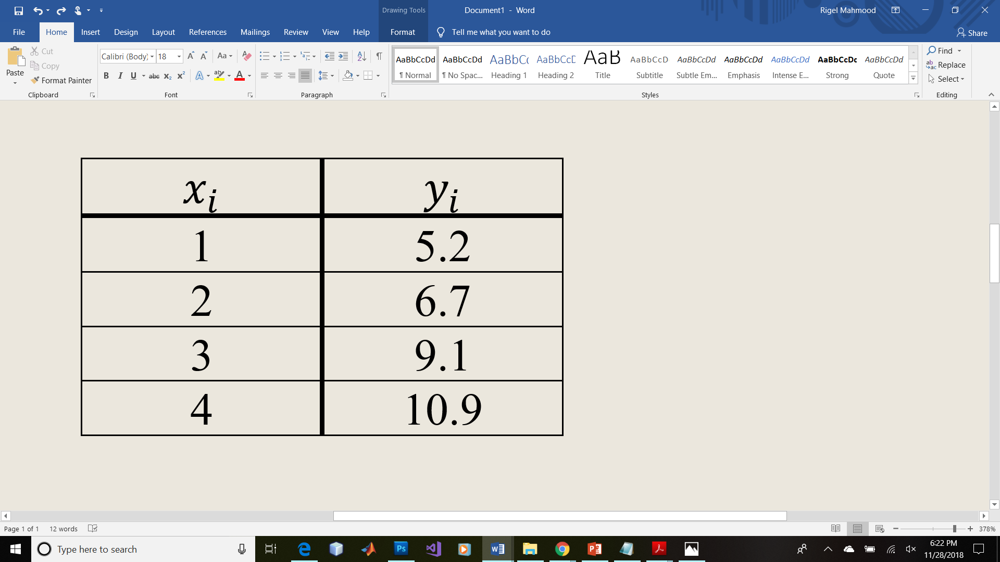 Drawing Tools
Document1 - Word
Rigel Mahmood
File Home Insert Design Layout References Mailings Review View Help Format Tell me what you want to do Share
Paste
Cut
Copy
Format Painter
Clipboard
Calibri (Body) 18
Aa
B I U abc x₂ x²
A ab A
Font
Paragraph
AaBbCcDd AaBbCcDd AaBbCc AaBbCcD AaB AaBbCcD AaBbCcDd AaBbCcDd AaBbCcDd AaBbCcDc AaBbCcDd
¶ Normal ¶ No Spac... Heading 1 Heading 2 Title Subtitle Subtle Em... Emphasis Intense E... Strong Quote
Styles
Find
Replace
Select
Editing
xᵢ yᵢ
1 5.2
2 6.7
3 9.1
4 10.9
Page 1 of 1 12 words
378%
Type here to search
Ps
6:22 PM
11/28/2018